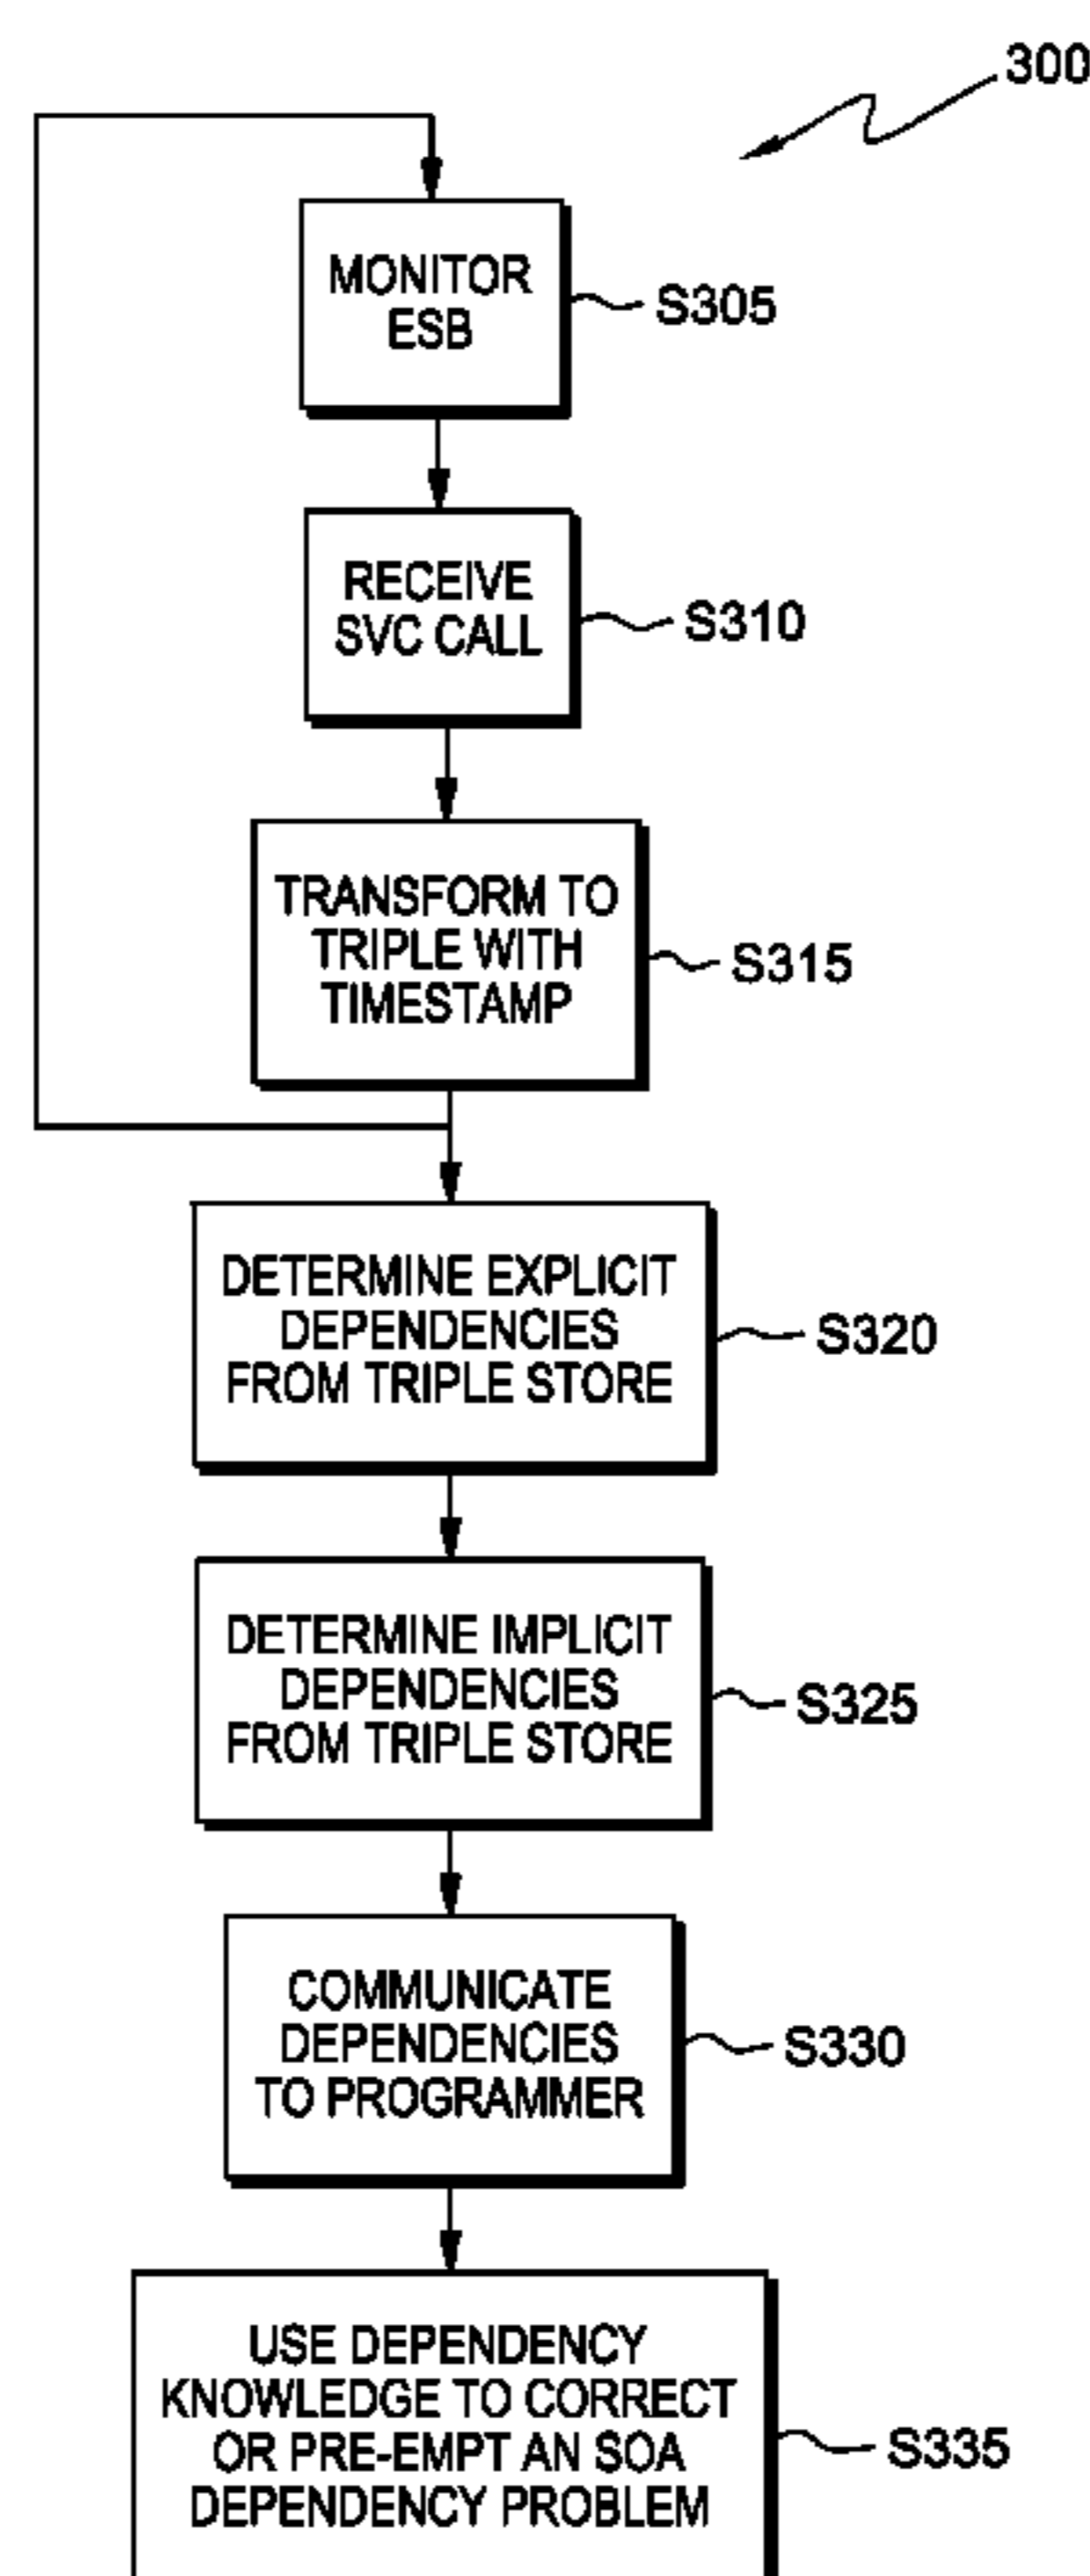 300
MONITOR
ESB
S305
RECEIVE
SVC CALL
S310
TRANSFORM TO
TRIPLE WITH
TIMESTAMP
S315
DETERMINE EXPLICIT
DEPENDENCIES
FROM TRIPLE STORE
S320
DETERMINE IMPLICIT
DEPENDENCIES
FROM TRIPLE STORE
S325
COMMUNICATE
DEPENDENCIES
TO PROGRAMMER
S330
USE DEPENDENCY
KNOWLEDGE TO CORRECT
OR PRE-EMPT AN SOA
DEPENDENCY PROBLEM
S335